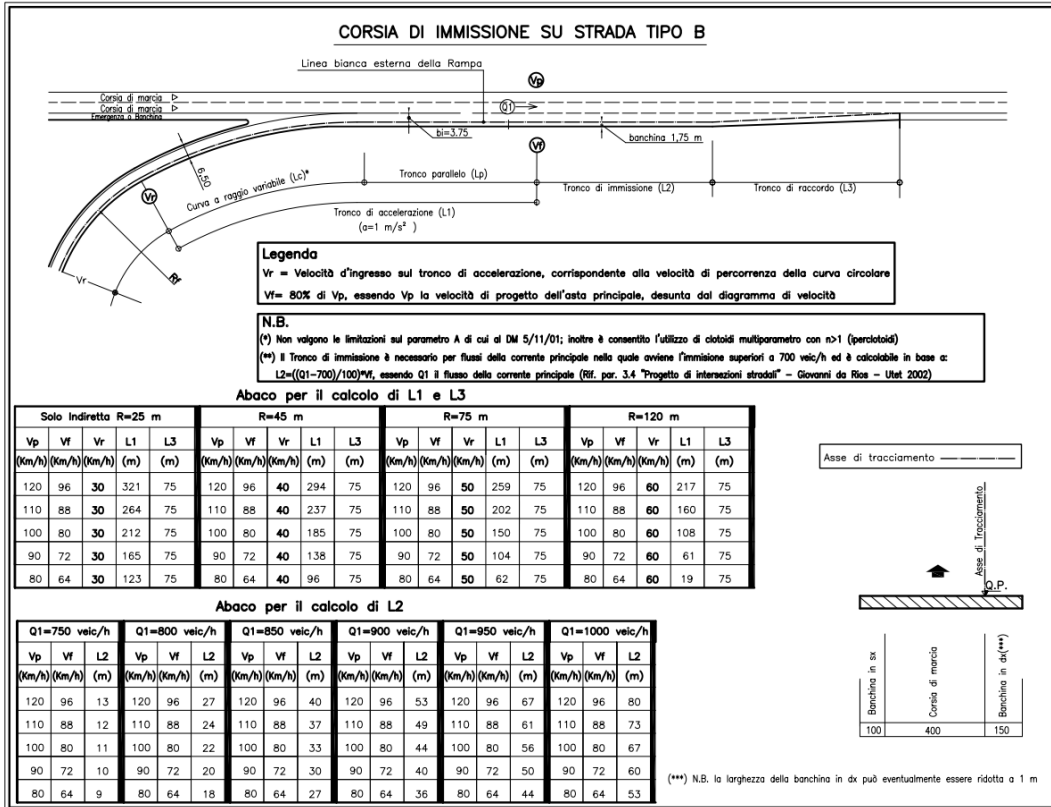 CORSIA DI IMMISSIONE SU STRADA TIPO B
Linea bianca esterna della Rampa
Vp
Corsia di marcia
Q1
Corsia di marcia
Emergenza o Banchina
bi=3.75
banchina 1,75 m
Vf
6,50
Vr
Curva a raggio variabile (Lc)*
Tronco parallelo (Lp)
Tronco di immissione (L2)
Tronco di raccordo (L3)
Tronco di accelerazione (L1)
(a=1 m/s²)
Vr
Rf
Legenda
Vr = Velocità d'ingresso sul tronco di accelerazione, corrispondente alla velocità di percorrenza della curva circolare
Vf= 80% di Vp, essendo Vp la velocità di progetto dell'asta principale, desunta dal diagramma di velocità
N.B.
(*) Non valgono le limitazioni sul parametro A di cui al DM 5/11/01; inoltre è consentito l'utilizzo di clotoidi multiparametro con n>1 (iperclotoidi)
(**) Il Tronco di immissione è necessario per flussi della corrente principale nella quale avviene l'immisione superiori a 700 veic/h ed è calcolabile in base a:
L2=((Q1-700)/100)*Vf, essendo Q1 il flusso della corrente principale (Rif. par. 3.4 "Progetto di intersezioni stradali" – Giovanni da Rios – Utet 2002)
Abaco per il calcolo di L1 e L3
Solo Indiretta R=25 m R=45 m R=75 m R=120 m
Vp Vf Vr L1 L3 Vp Vf Vr L1 L3 Vp Vf Vr L1 L3 Vp Vf Vr L1 L3
(Km/h) (Km/h) (Km/h) (m) (m) (Km/h) (Km/h) (Km/h) (m) (m) (Km/h) (Km/h) (Km/h) (m) (m) (Km/h) (Km/h) (Km/h) (m) (m)
120 96 30 321 75 120 96 40 294 75 120 96 50 259 75 120 96 60 217 75
110 88 30 264 75 110 88 40 237 75 110 88 50 202 75 110 88 60 160 75
100 80 30 212 75 100 80 40 185 75 100 80 50 150 75 100 80 60 108 75
90 72 30 165 75 90 72 40 138 75 90 72 50 104 75 90 72 60 61 75
80 64 30 123 75 80 64 40 96 75 80 64 50 62 75 80 64 60 19 75
Abaco per il calcolo di L2
Q1=750 veic/h Q1=800 veic/h Q1=850 veic/h Q1=900 veic/h Q1=950 veic/h Q1=1000 veic/h
Vp Vf L2 Vp Vf L2 Vp Vf L2 Vp Vf L2 Vp Vf L2 Vp Vf L2
(Km/h) (Km/h) (m) (Km/h) (Km/h) (m) (Km/h) (Km/h) (m) (Km/h) (Km/h) (m) (Km/h) (Km/h) (m) (Km/h) (Km/h) (m)
120 96 13 120 96 27 120 96 40 120 96 53 120 96 67 120 96 80
110 88 12 110 88 24 110 88 37 110 88 49 110 88 61 110 88 73
100 80 11 100 80 22 100 80 33 100 80 44 100 80 56 100 80 67
90 72 10 90 72 20 90 72 30 90 72 40 90 72 50 90 72 60
80 64 9 80 64 18 80 64 27 80 64 36 80 64 44 80 64 53
Asse di tracciamento
Asse di Tracciamento
Q.P.
Banchina in sx
Corsia di marcia
Banchina in dx(***)
100 400 150
(***) N.B. la larghezza della banchina in dx può eventualmente essere ridotta a 1 m